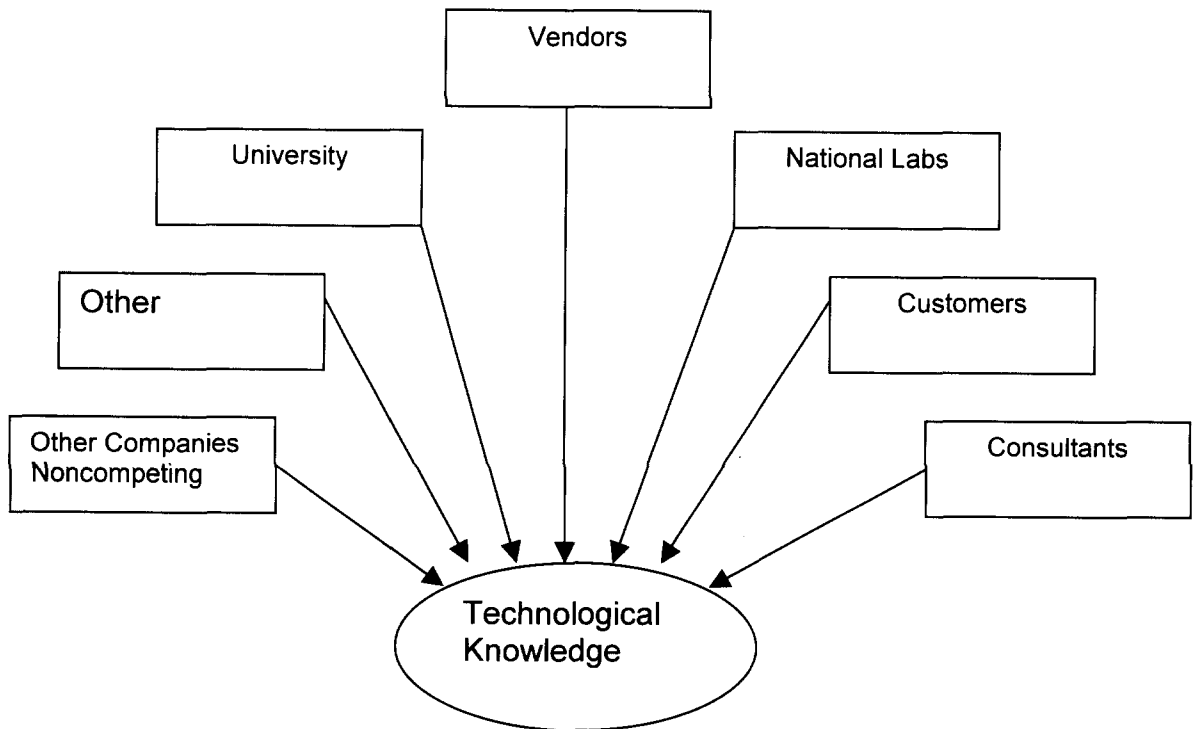 Vendors
University
National Labs
Other
Customers
Other Companies
Noncompeting
Consultants
Technological
Knowledge